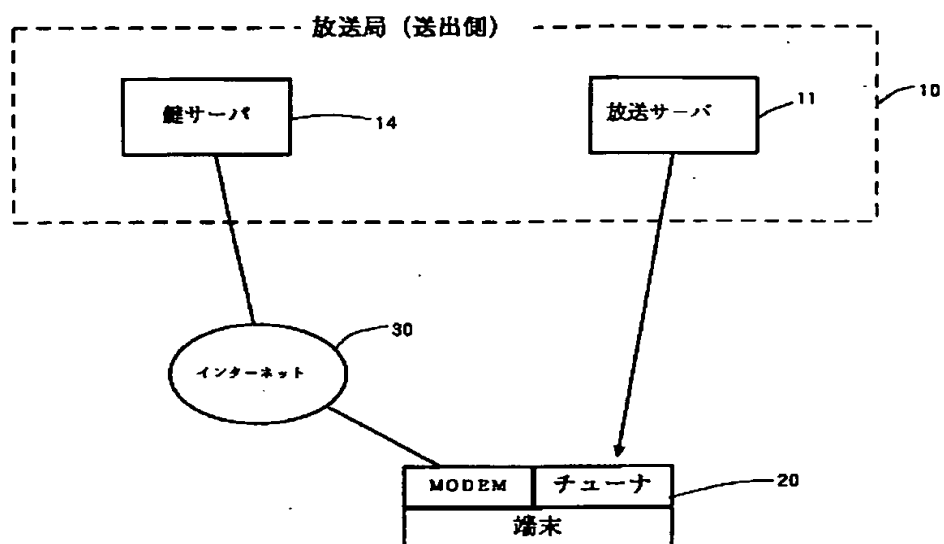 放送局（送出側）
鍵サーバ
14
放送サーバ
11
10
インターネット
30
MODEM
チューナ
20
端末